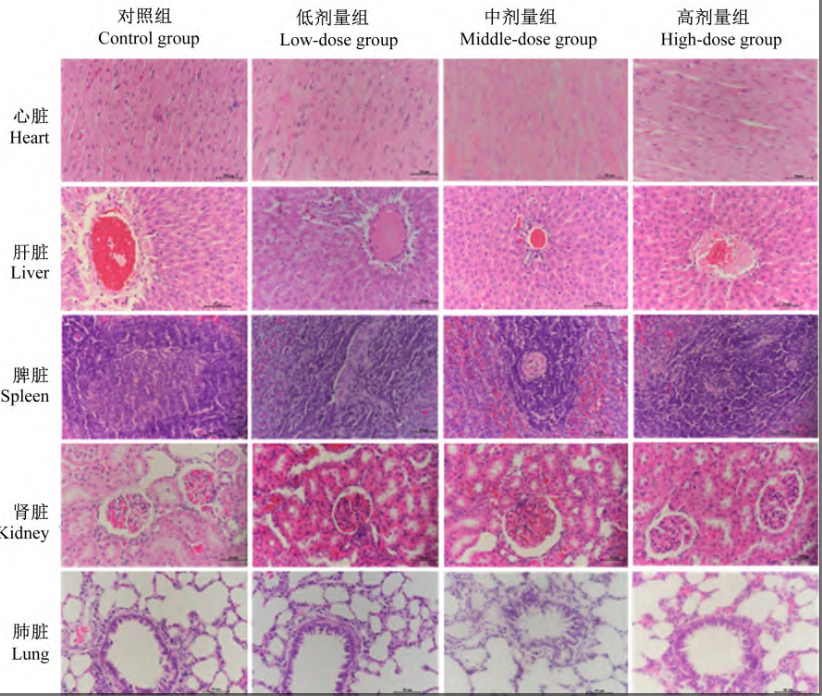 对照组
Control group
低剂量组
Low-dose group
中剂量组
Middle-dose group
高剂量组
High-dose group
心脏
Heart
肝脏
Liver
脾脏
Spleen
肾脏
Kidney
肺脏
Lung